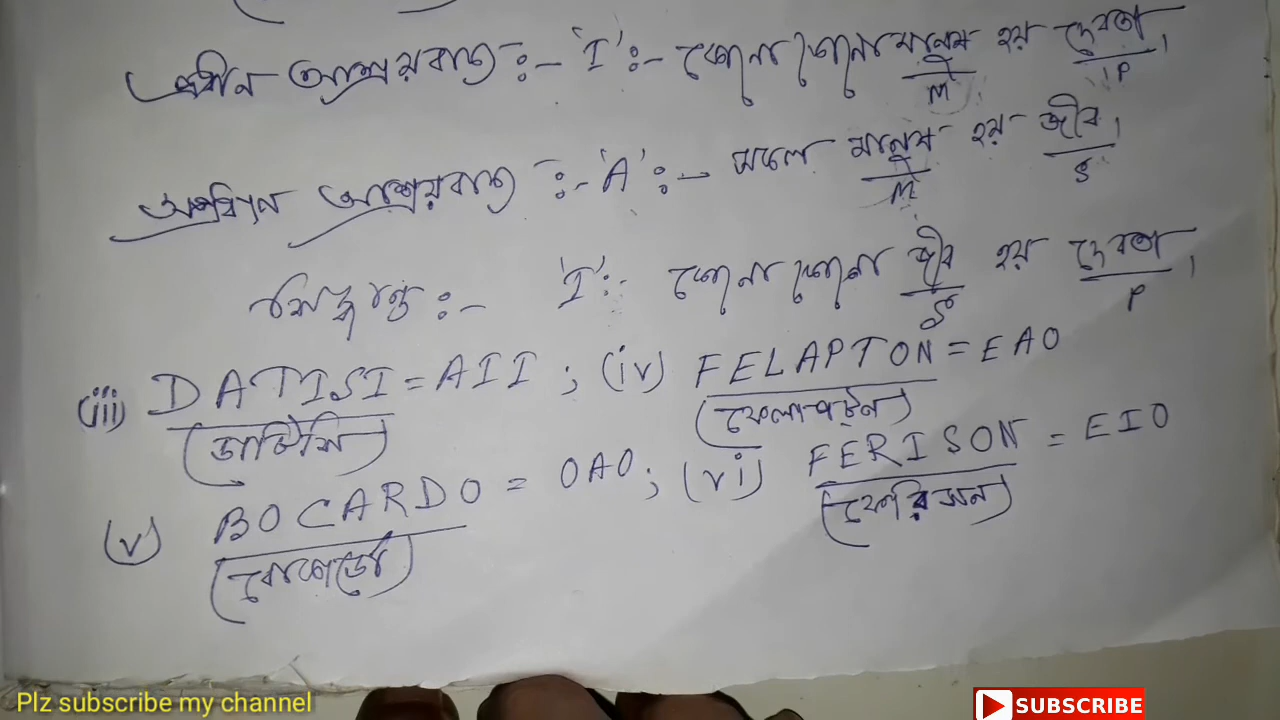 প্রধান আশ্রয়বাক্য :- 'I' :- কোনো কোনো মানুষ হয় দেবতা।
M P
অপ্রধান আশ্রয়বাক্য :- 'A' :- সকল মানুষ হয় জীব।
M S
সিদ্ধান্ত :- 'I' :- কোনো কোনো জীব হয় দেবতা।
S P
(iii) DATISI = AII ; (iv) FELAPTON = EAO
(ডাটিসি) (ফেলাপটন)
(v) BOCARDO = OAO ; (vi) FERISON = EIO
(বোকার্ডো) (ফেরিসন)
Plz subscribe my channel
SUBSCRIBE